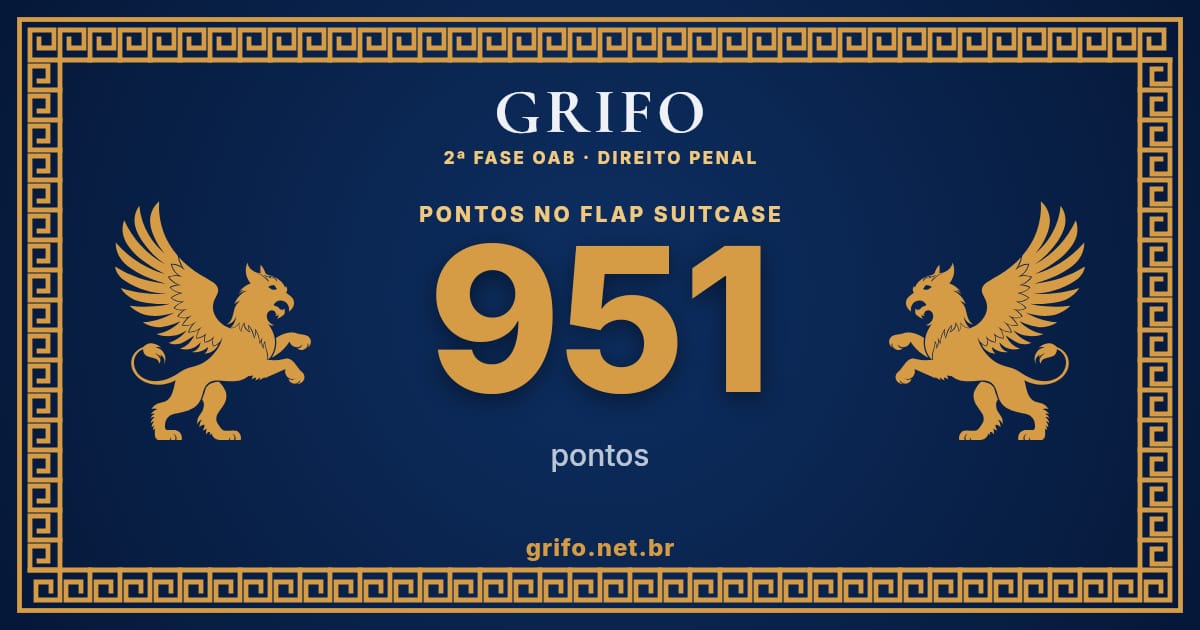 GRIFO
2ª FASE OAB · DIREITO PENAL
PONTOS NO FLAP SUITCASE
951
pontos
grifo.net.br